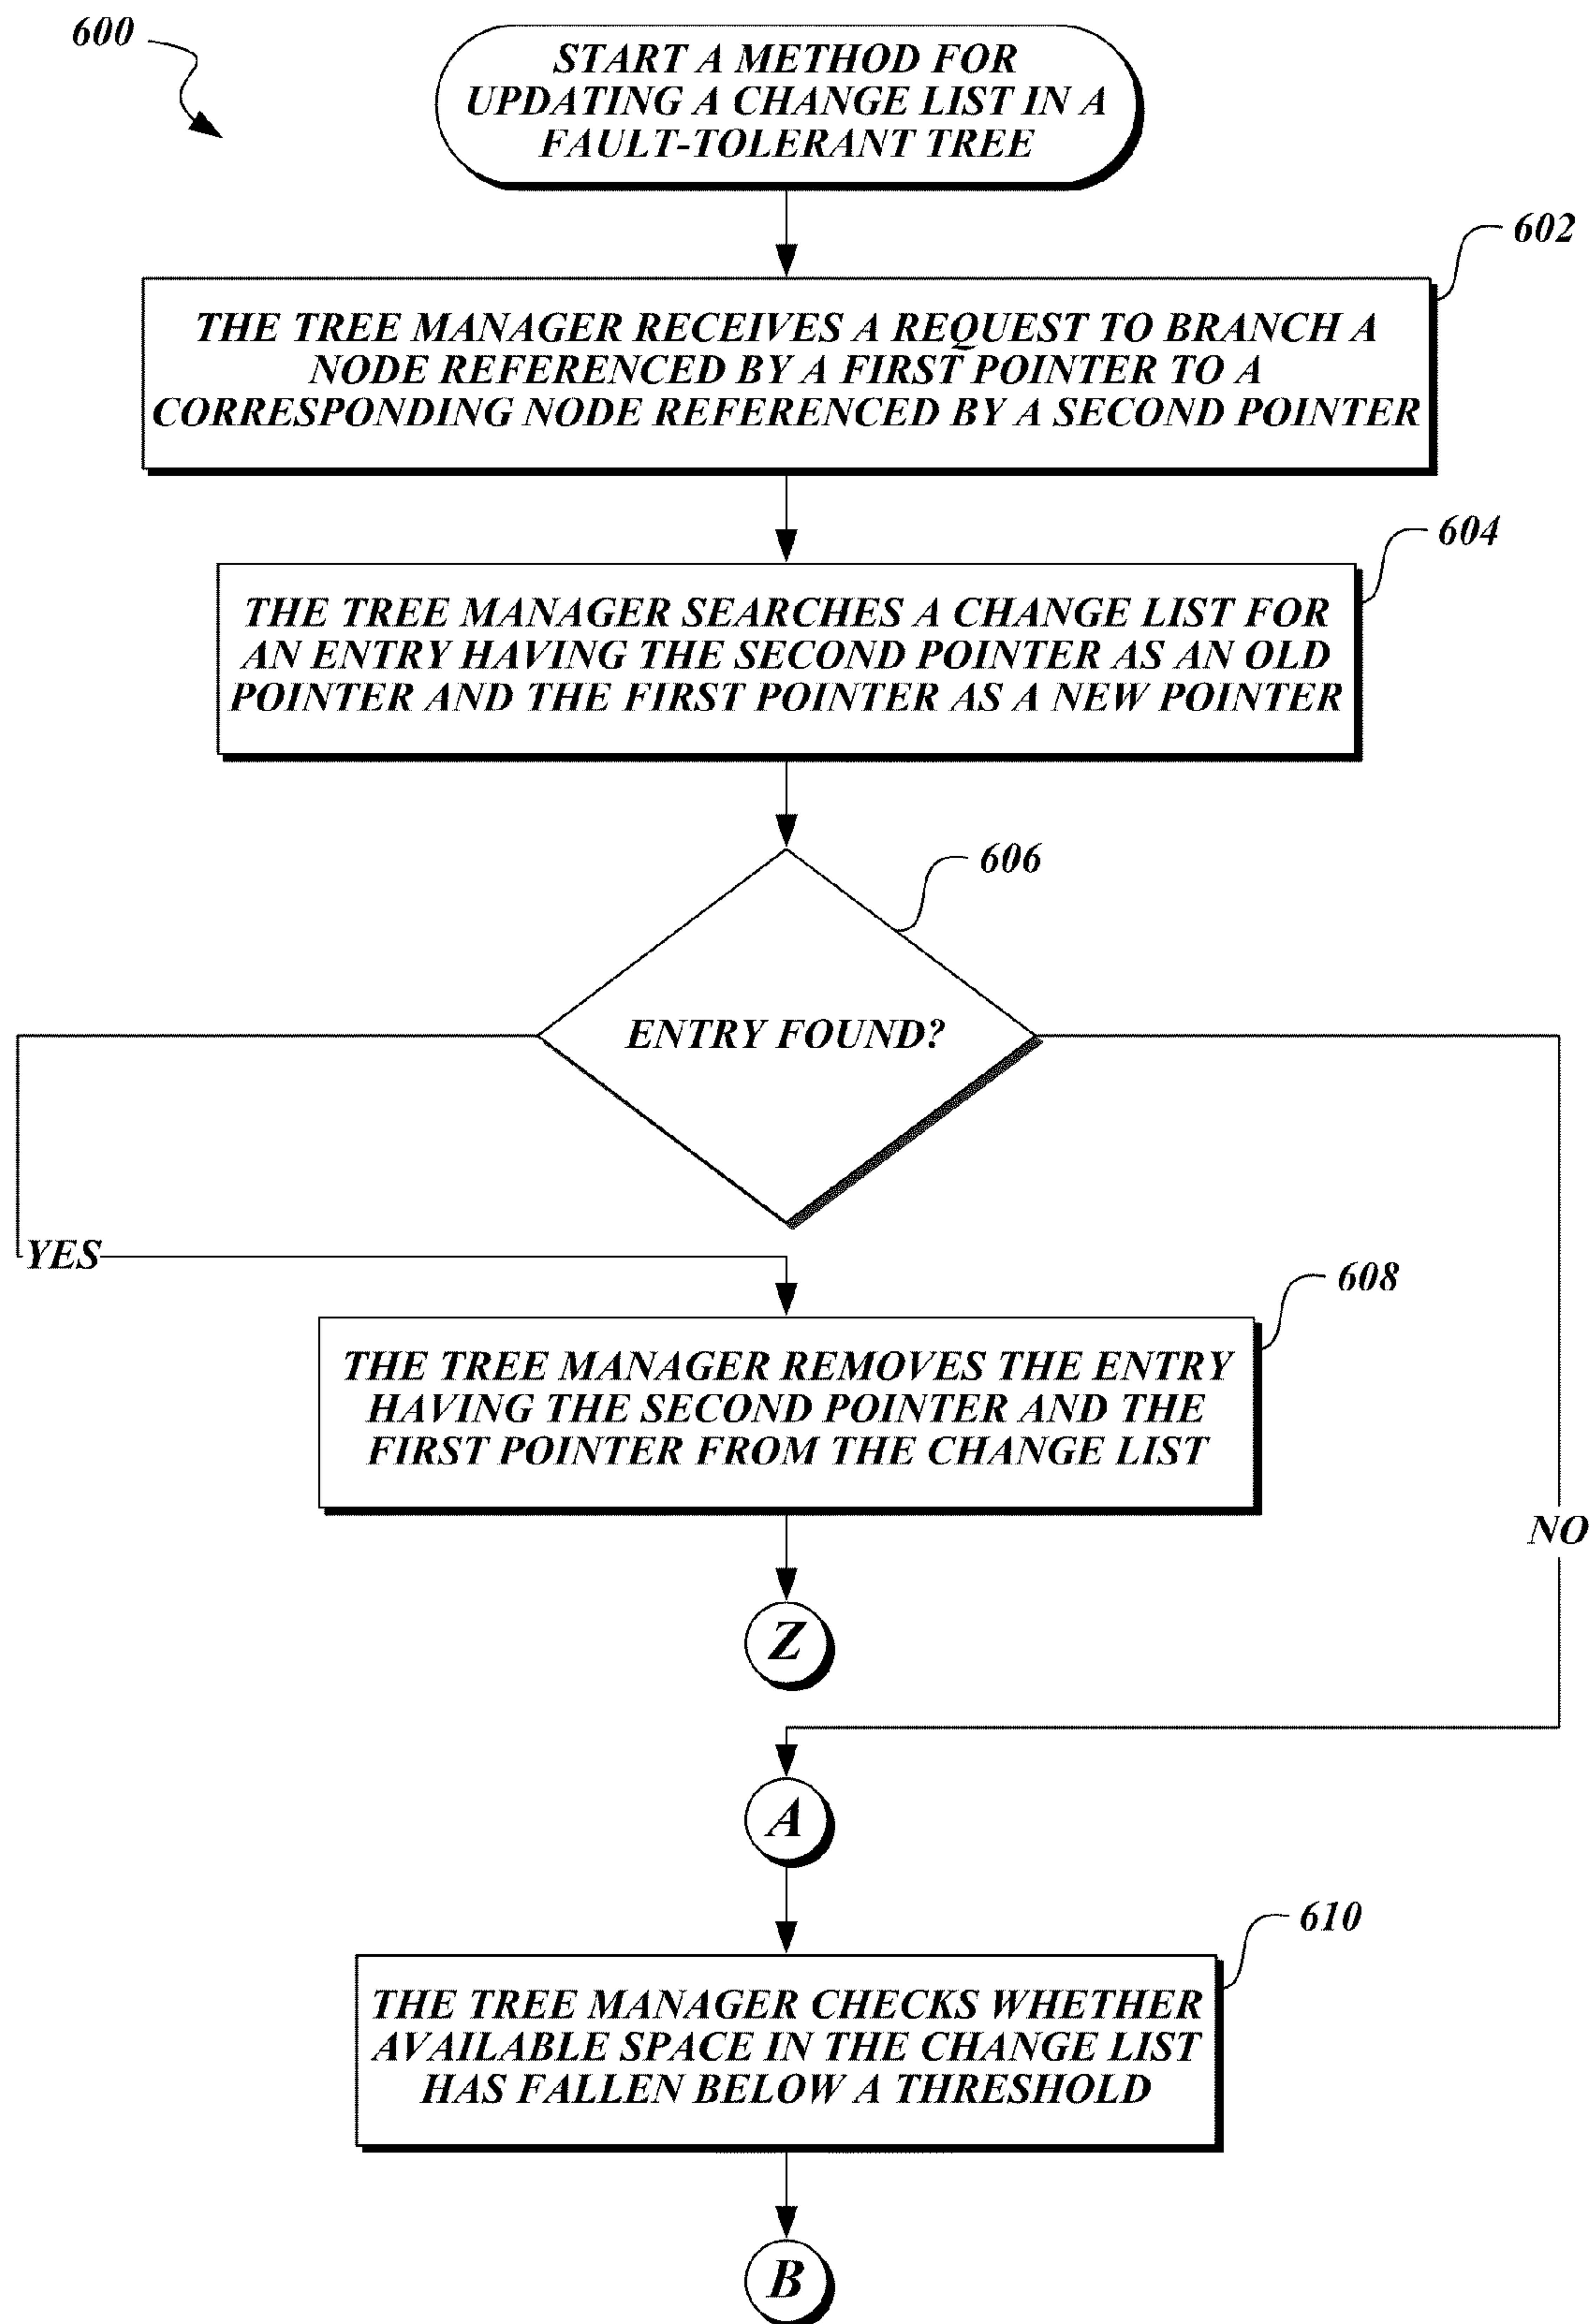 600
START A METHOD FOR
UPDATING A CHANGE LIST IN A
FAULT-TOLERANT TREE
602
THE TREE MANAGER RECEIVES A REQUEST TO BRANCH A
NODE REFERENCED BY A FIRST POINTER TO A
CORRESPONDING NODE REFERENCED BY A SECOND POINTER
604
THE TREE MANAGER SEARCHES A CHANGE LIST FOR
AN ENTRY HAVING THE SECOND POINTER AS AN OLD
POINTER AND THE FIRST POINTER AS A NEW POINTER
606
ENTRY FOUND?
YES
608
THE TREE MANAGER REMOVES THE ENTRY
HAVING THE SECOND POINTER AND THE
FIRST POINTER FROM THE CHANGE LIST
NO
Z
A
610
THE TREE MANAGER CHECKS WHETHER
AVAILABLE SPACE IN THE CHANGE LIST
HAS FALLEN BELOW A THRESHOLD
B